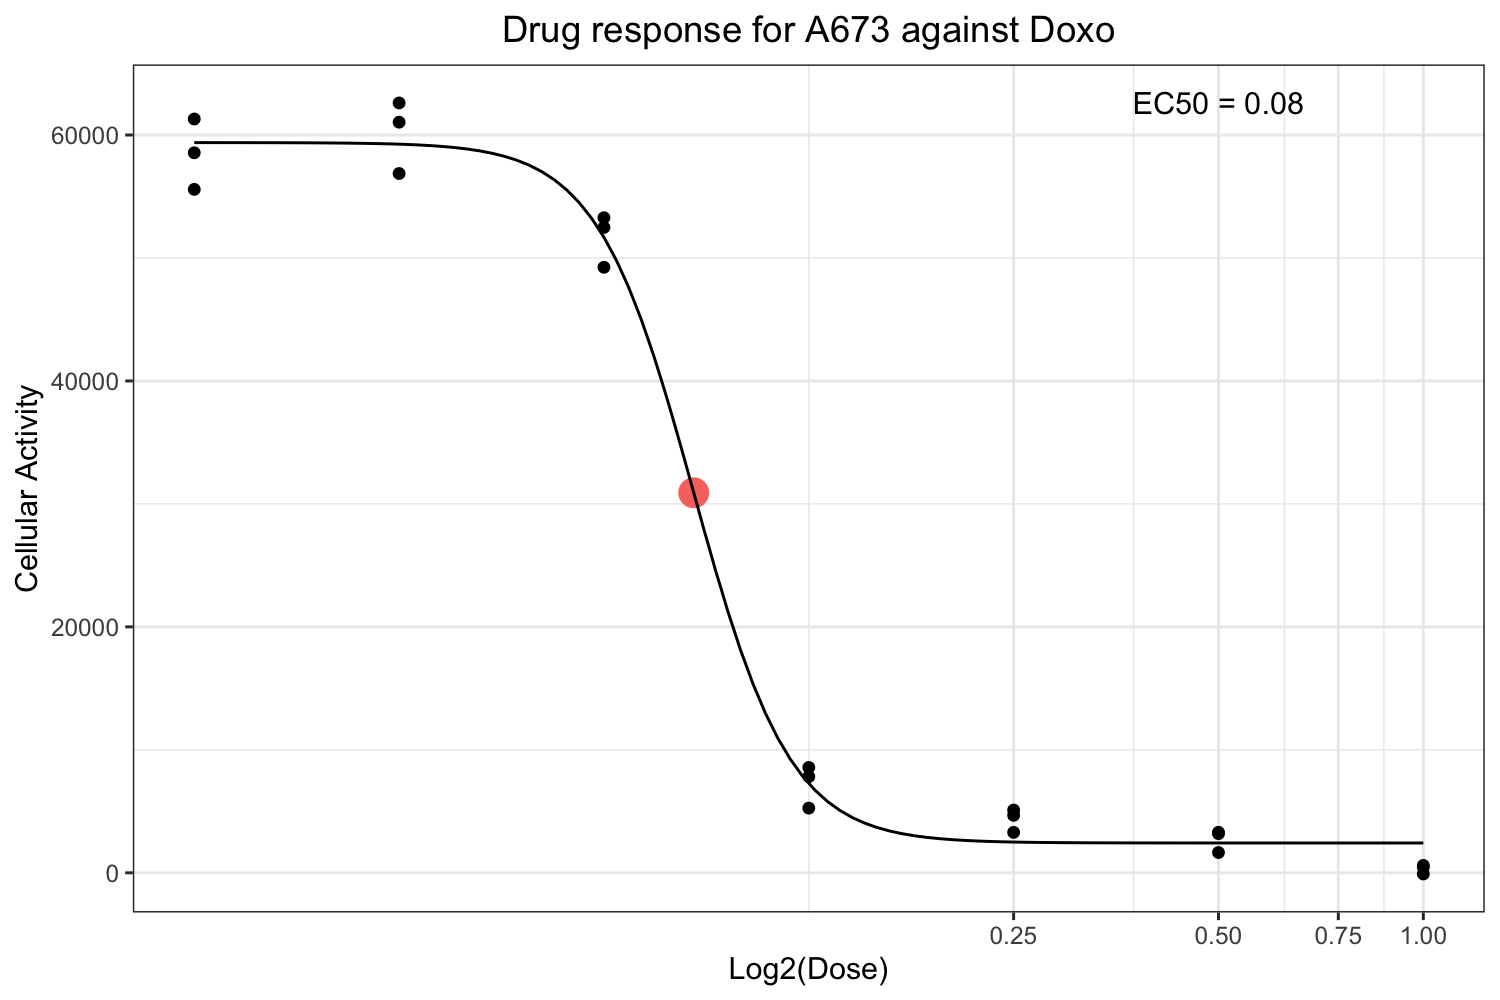 Drug response for A673 against Doxo
EC50 = 0.08
60000
40000
20000
0
Cellular Activity
0.25
0.50
0.75
1.00
Log2(Dose)